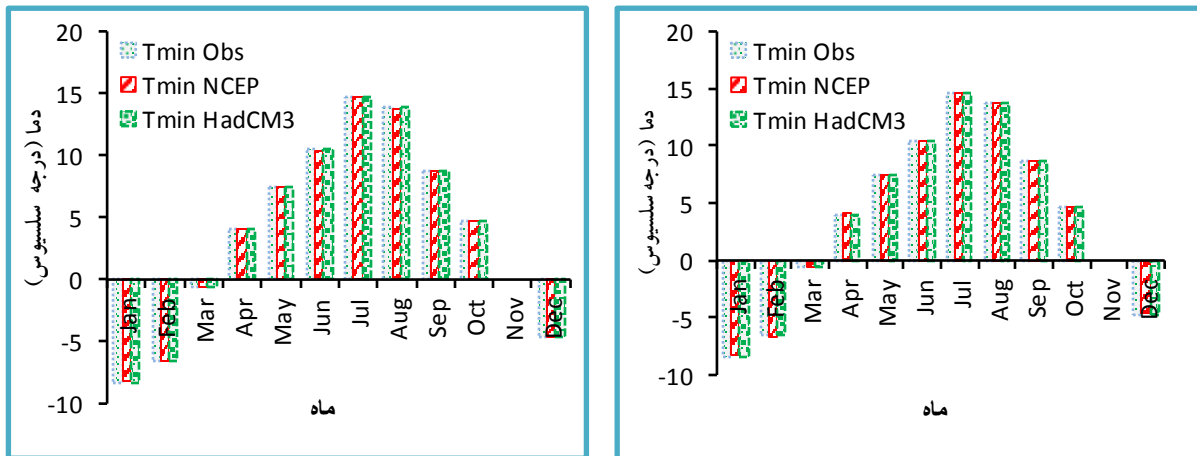 20
15
10
5
0
-5
-10
دما (درجه سلسیوس)
Tmin Obs
Tmin NCEP
Tmin HadCM3
Jan
Feb
Mar
Apr
May
Jun
Jul
Aug
Sep
Oct
Nov
Dec
ماه
20
15
10
5
0
-5
-10
دما (درجه سلسیوس)
Tmin Obs
Tmin NCEP
Tmin HadCM3
Jan
Feb
Mar
Apr
May
Jun
Jul
Aug
Sep
Oct
Nov
Dec
ماه